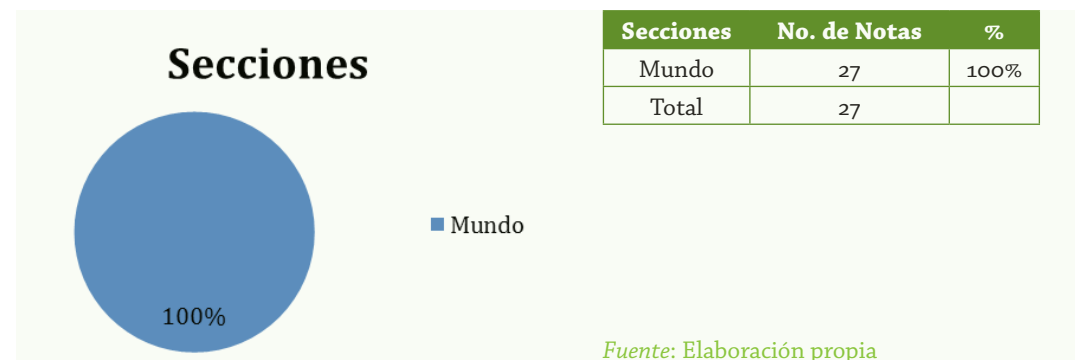 Secciones
100%
Mundo
Secciones No. de Notas %
Mundo 27 100%
Total 27
Fuente: Elaboración propia